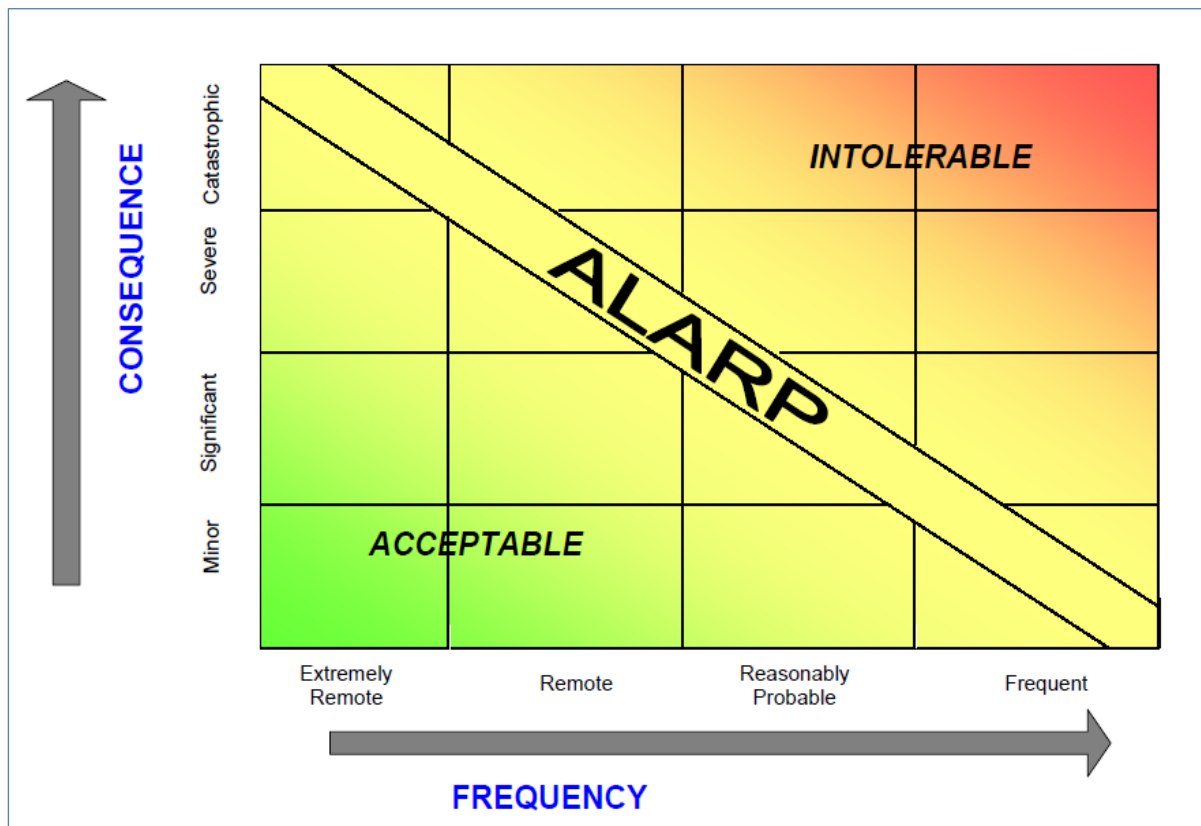 CONSEQUENCE
Catastrophic
Severe
Significant
Minor
INTOLERABLE
ALARP
ACCEPTABLE
Extremely
Remote
Remote
Reasonably
Probable
Frequent
FREQUENCY